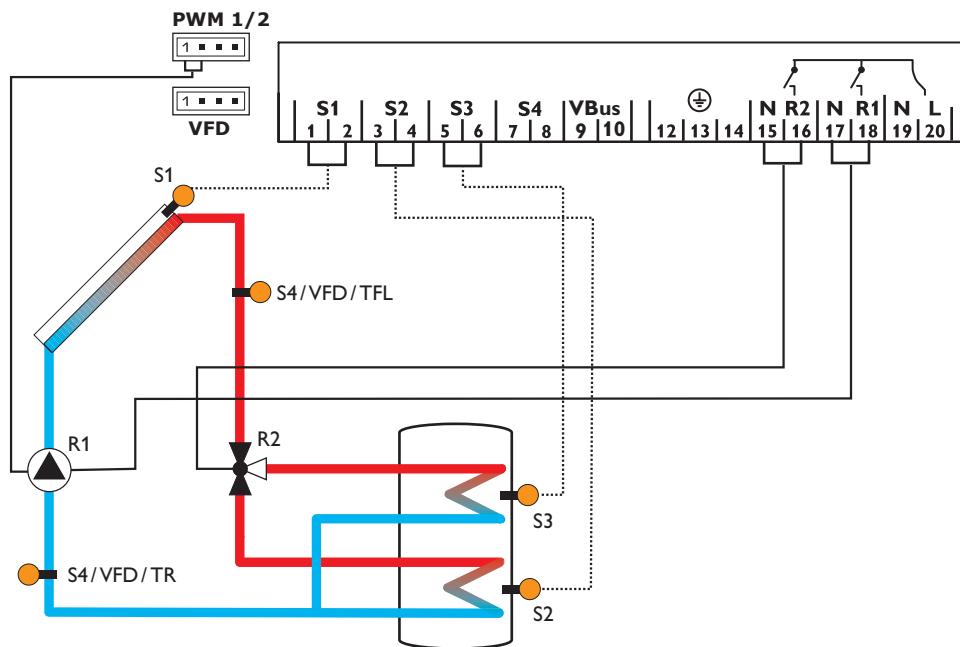 PWM 1/2
1
1
VFD
S1 S2 S3 S4 VBus N R2 N R1 N L
1 2 3 4 5 6 7 8 9 10 12 13 14 15 16 17 18 19 20
S1
S4/VFD/TFL
R1
R2
S3
S4/VFD/TR
S2